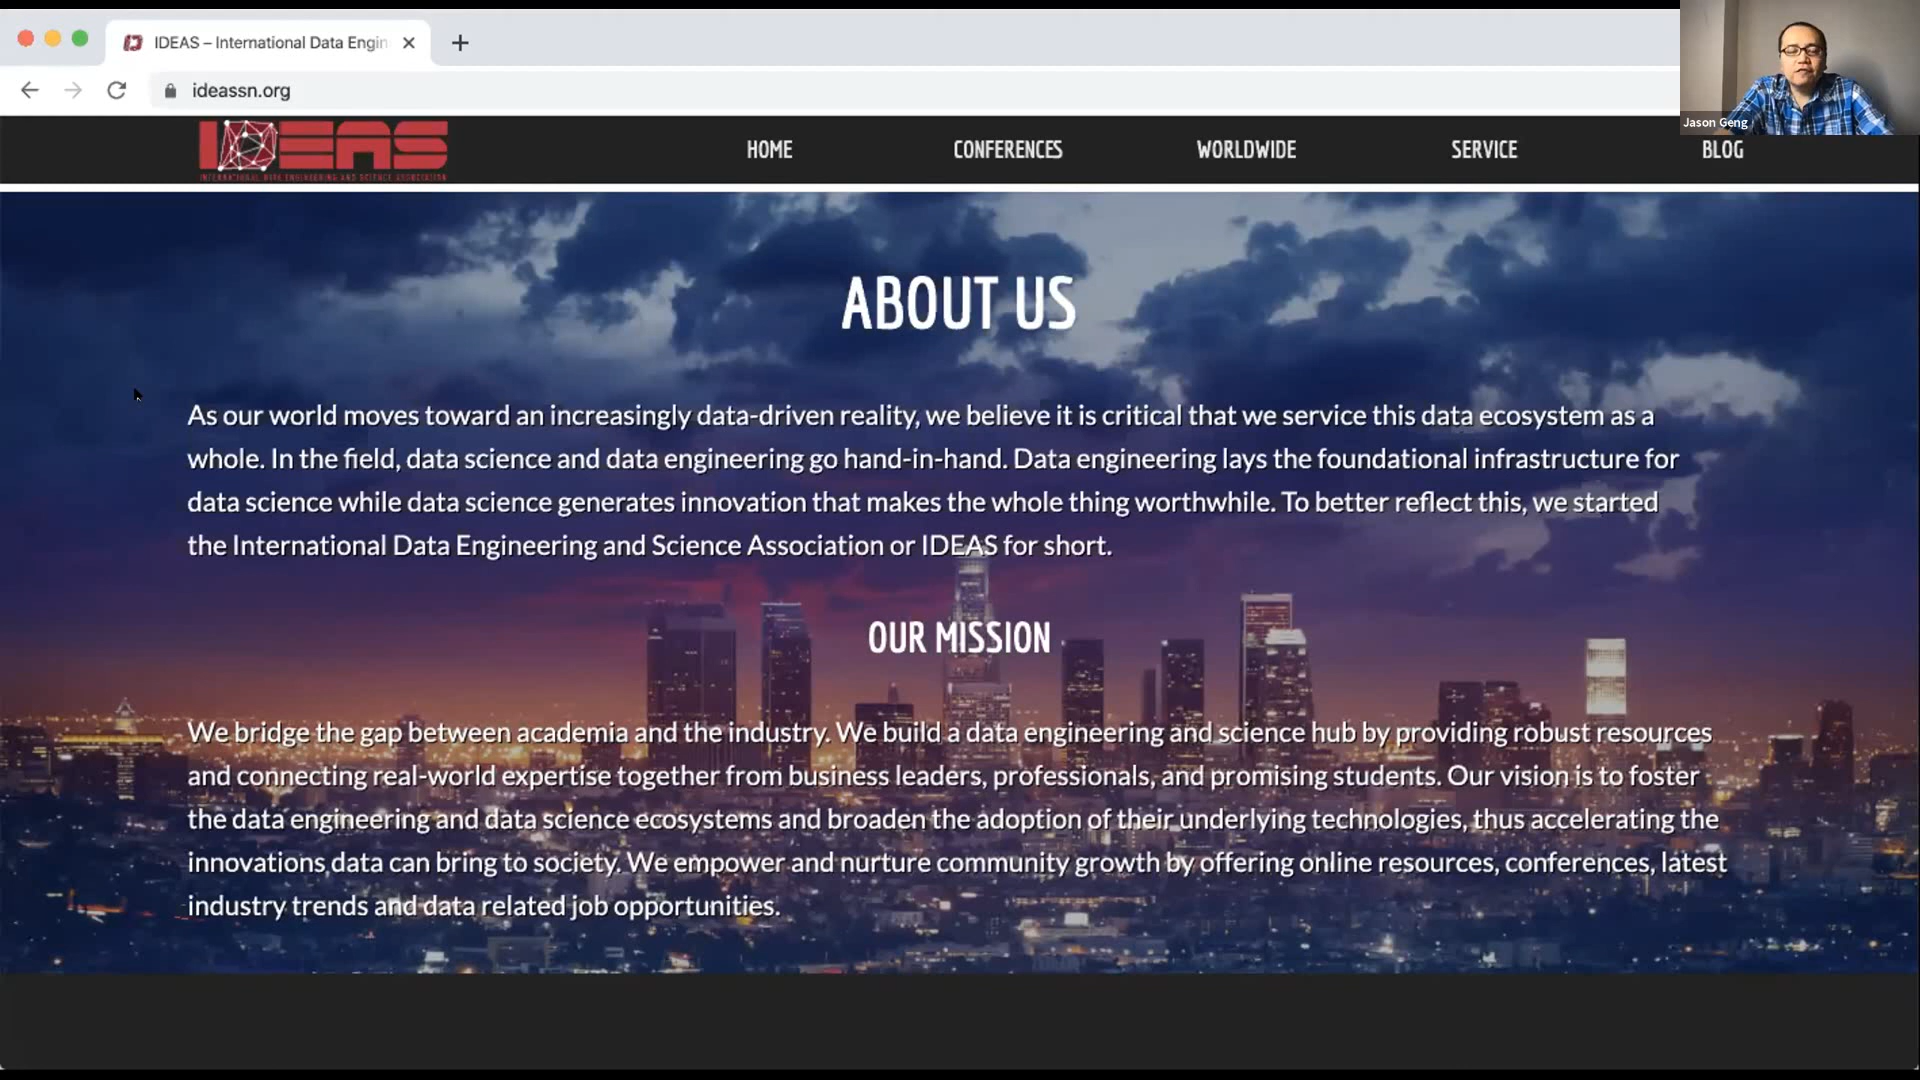 IDEAS – International Data Engin
ideassn.org
Jason Geng
IDEAS
INTERNATIONAL DATA ENGINEERING AND SCIENCE ASSOCIATION
HOME CONFERENCES WORLDWIDE SERVICE BLOG
ABOUT US
As our world moves toward an increasingly data-driven reality, we believe it is critical that we service this data ecosystem as a
whole. In the field, data science and data engineering go hand-in-hand. Data engineering lays the foundational infrastructure for
data science while data science generates innovation that makes the whole thing worthwhile. To better reflect this, we started
the International Data Engineering and Science Association or IDEAS for short.
OUR MISSION
We bridge the gap between academia and the industry. We build a data engineering and science hub by providing robust resources
and connecting real-world expertise together from business leaders, professionals, and promising students. Our vision is to foster
the data engineering and data science ecosystems and broaden the adoption of their underlying technologies, thus accelerating the
innovations data can bring to society. We empower and nurture community growth by offering online resources, conferences, latest
industry trends and data related job opportunities.